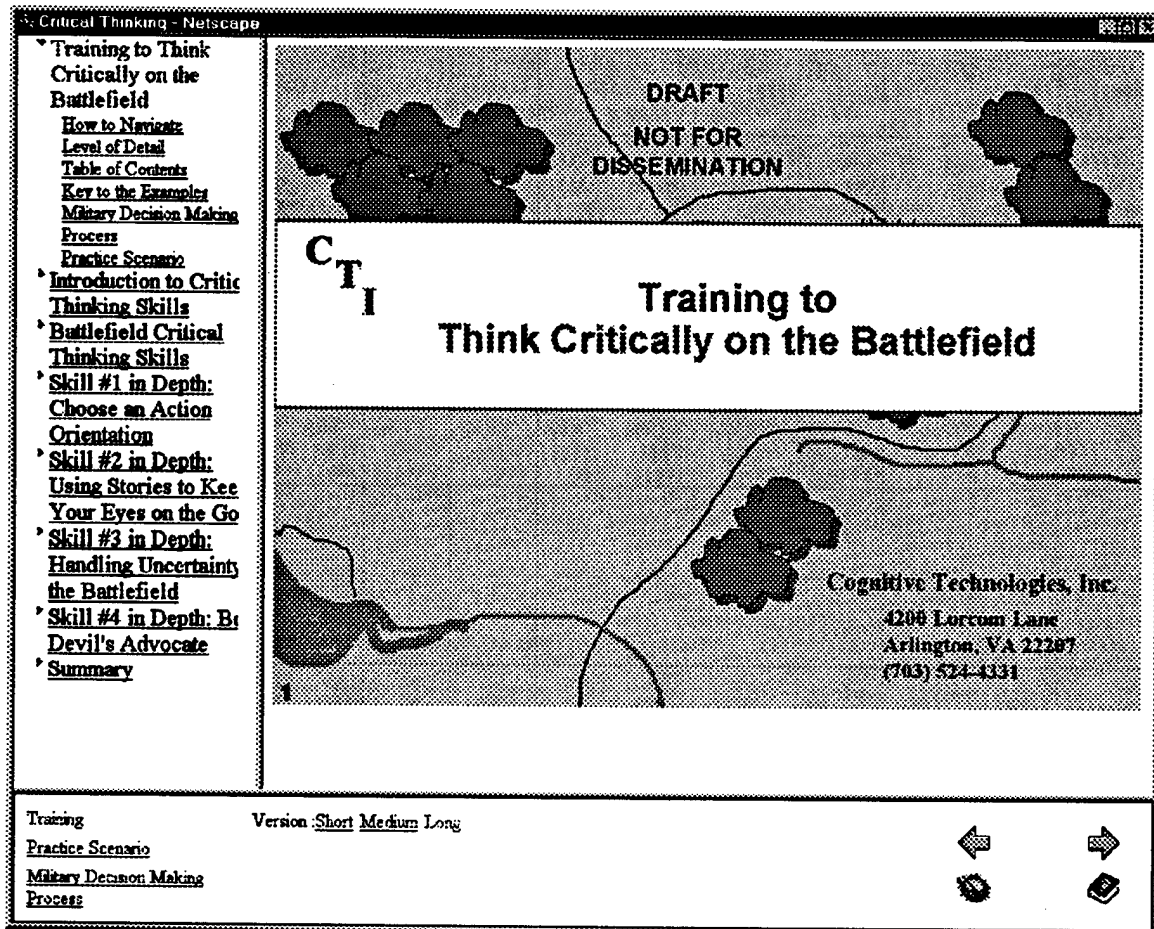 Critical Thinking - Netscape
Training to Think
Critically on the
Battlefield
How to Navigate
Level of Detail
Table of Contents
Key to the Examples
Military Decision Making
Process
Practice Scenario
Introduction to Critic
Thinking Skills
Battlefield Critical
Thinking Skills
Skill #1 in Depth:
Choose an Action
Orientation
Skill #2 in Depth:
Using Stories to Kee
Your Eyes on the Go
Skill #3 in Depth:
Handling Uncertainty
the Battlefield
Skill #4 in Depth: Be
Devil's Advocate
Summary
DRAFT
NOT FOR
DISSEMINATION
CTI
Training to
Think Critically on the Battlefield
Cognitive Technologies, Inc.
4200 Lorcom Lane
Arlington, VA 22207
(703) 524-4331
1
Training
Practice Scenario
Military Decision Making
Process
Version :Short Medium Long